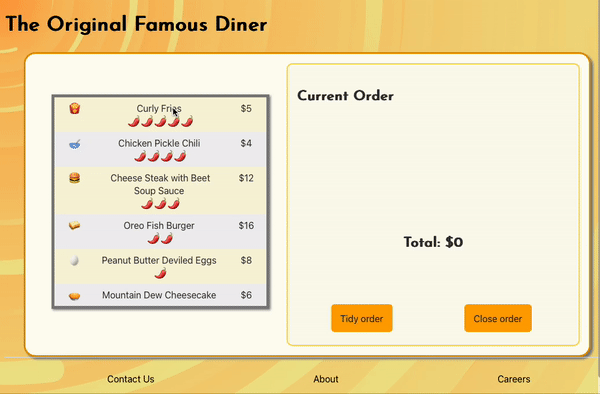 The Original Famous Diner
Curly Fries $5
Chicken Pickle Chili $4
Cheese Steak with Beet $12
Soup Sauce
Oreo Fish Burger $16
Peanut Butter Deviled Eggs $8
Mountain Dew Cheesecake $6
Current Order
Total: $0
Tidy order
Close order
Contact Us
About
Careers